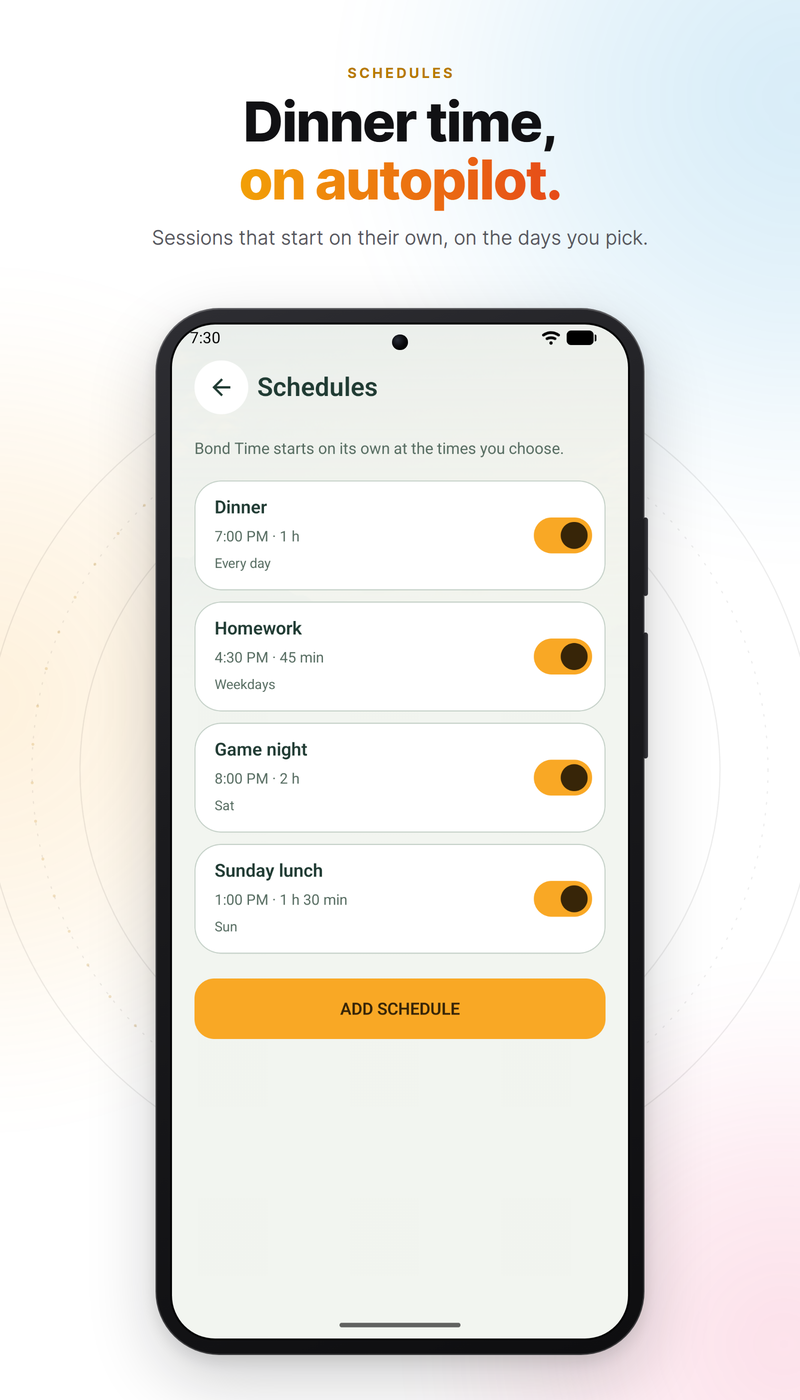 SCHEDULES
Dinner time,
on autopilot.
Sessions that start on their own, on the days you pick.
7:30
Schedules
Bond Time starts on its own at the times you choose.
Dinner
7:00 PM · 1 h
Every day
Homework
4:30 PM · 45 min
Weekdays
Game night
8:00 PM · 2 h
Sat
Sunday lunch
1:00 PM · 1 h 30 min
Sun
ADD SCHEDULE